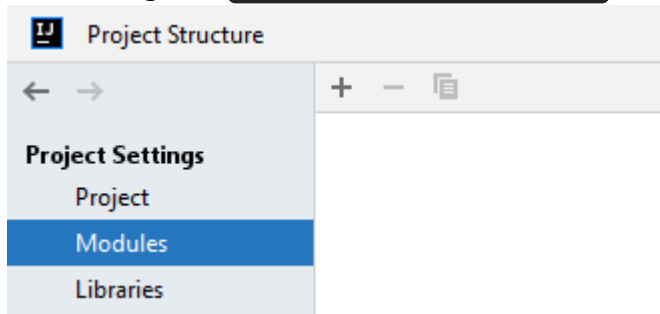 IJ Project Structure
Project Settings
Project
Modules
Libraries